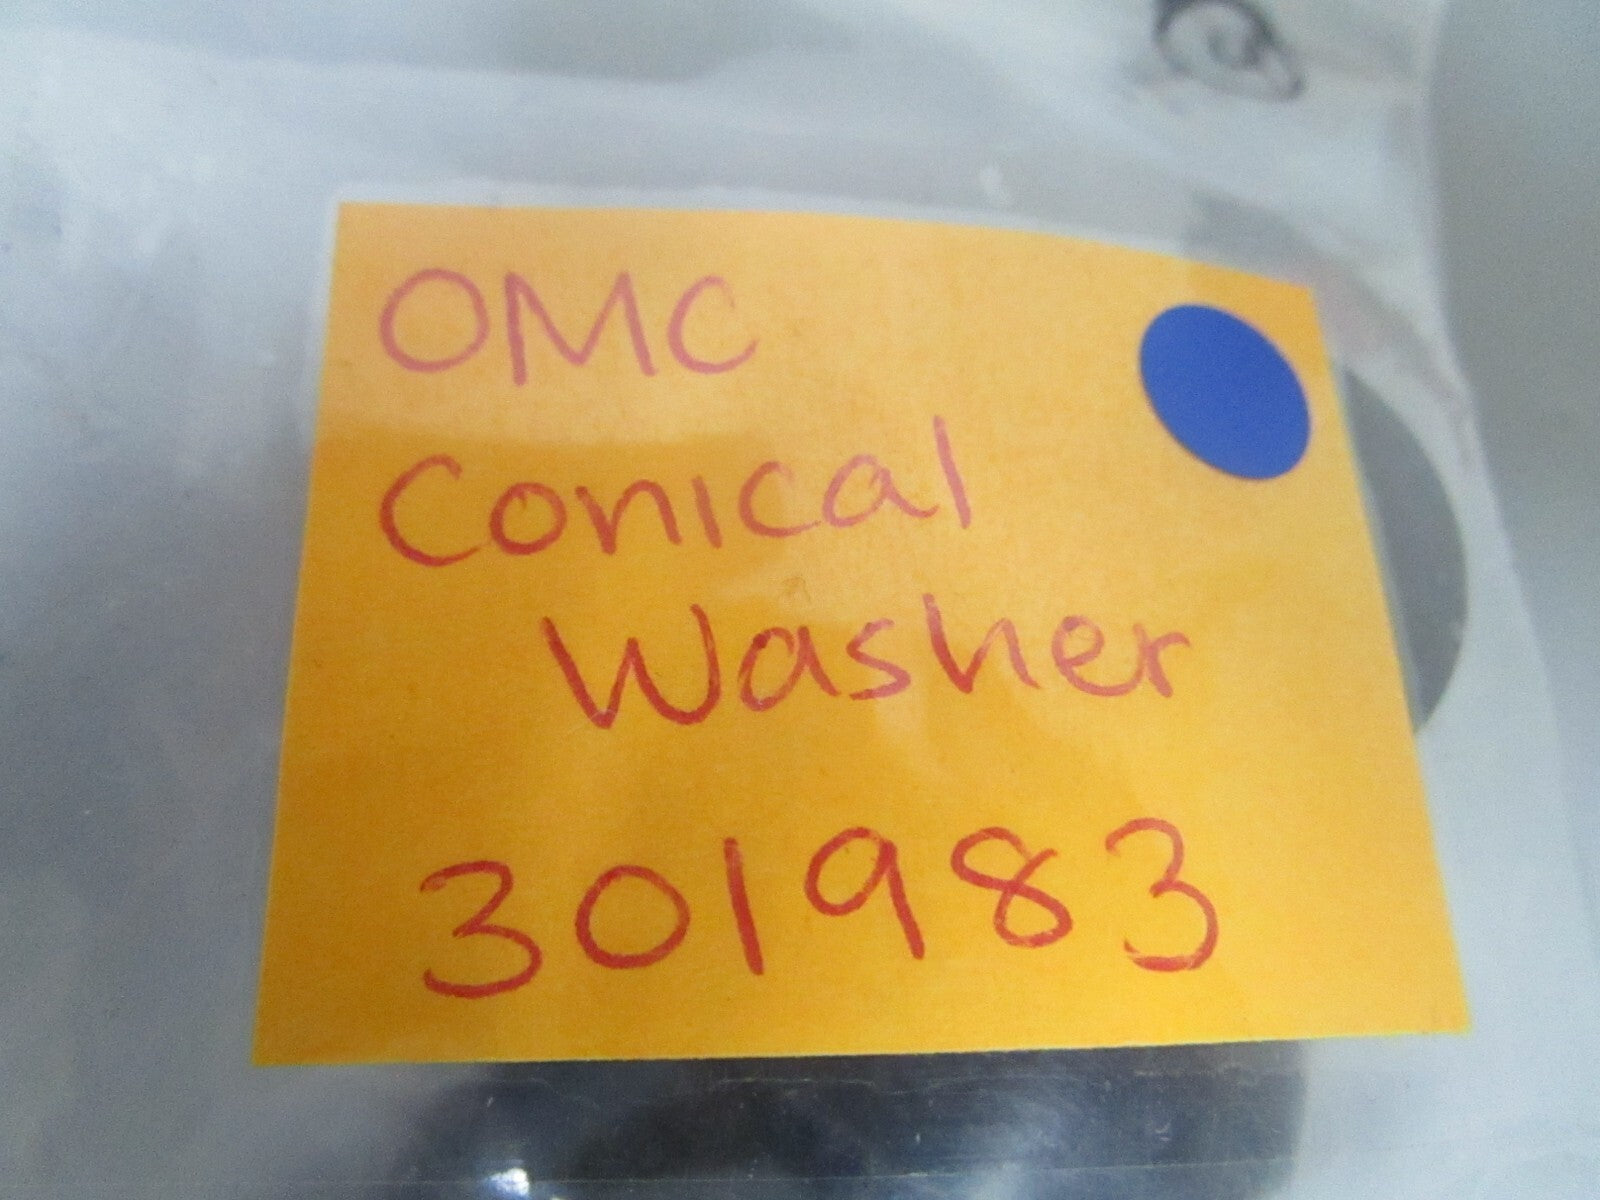 OMC
Conical
Washer
301983